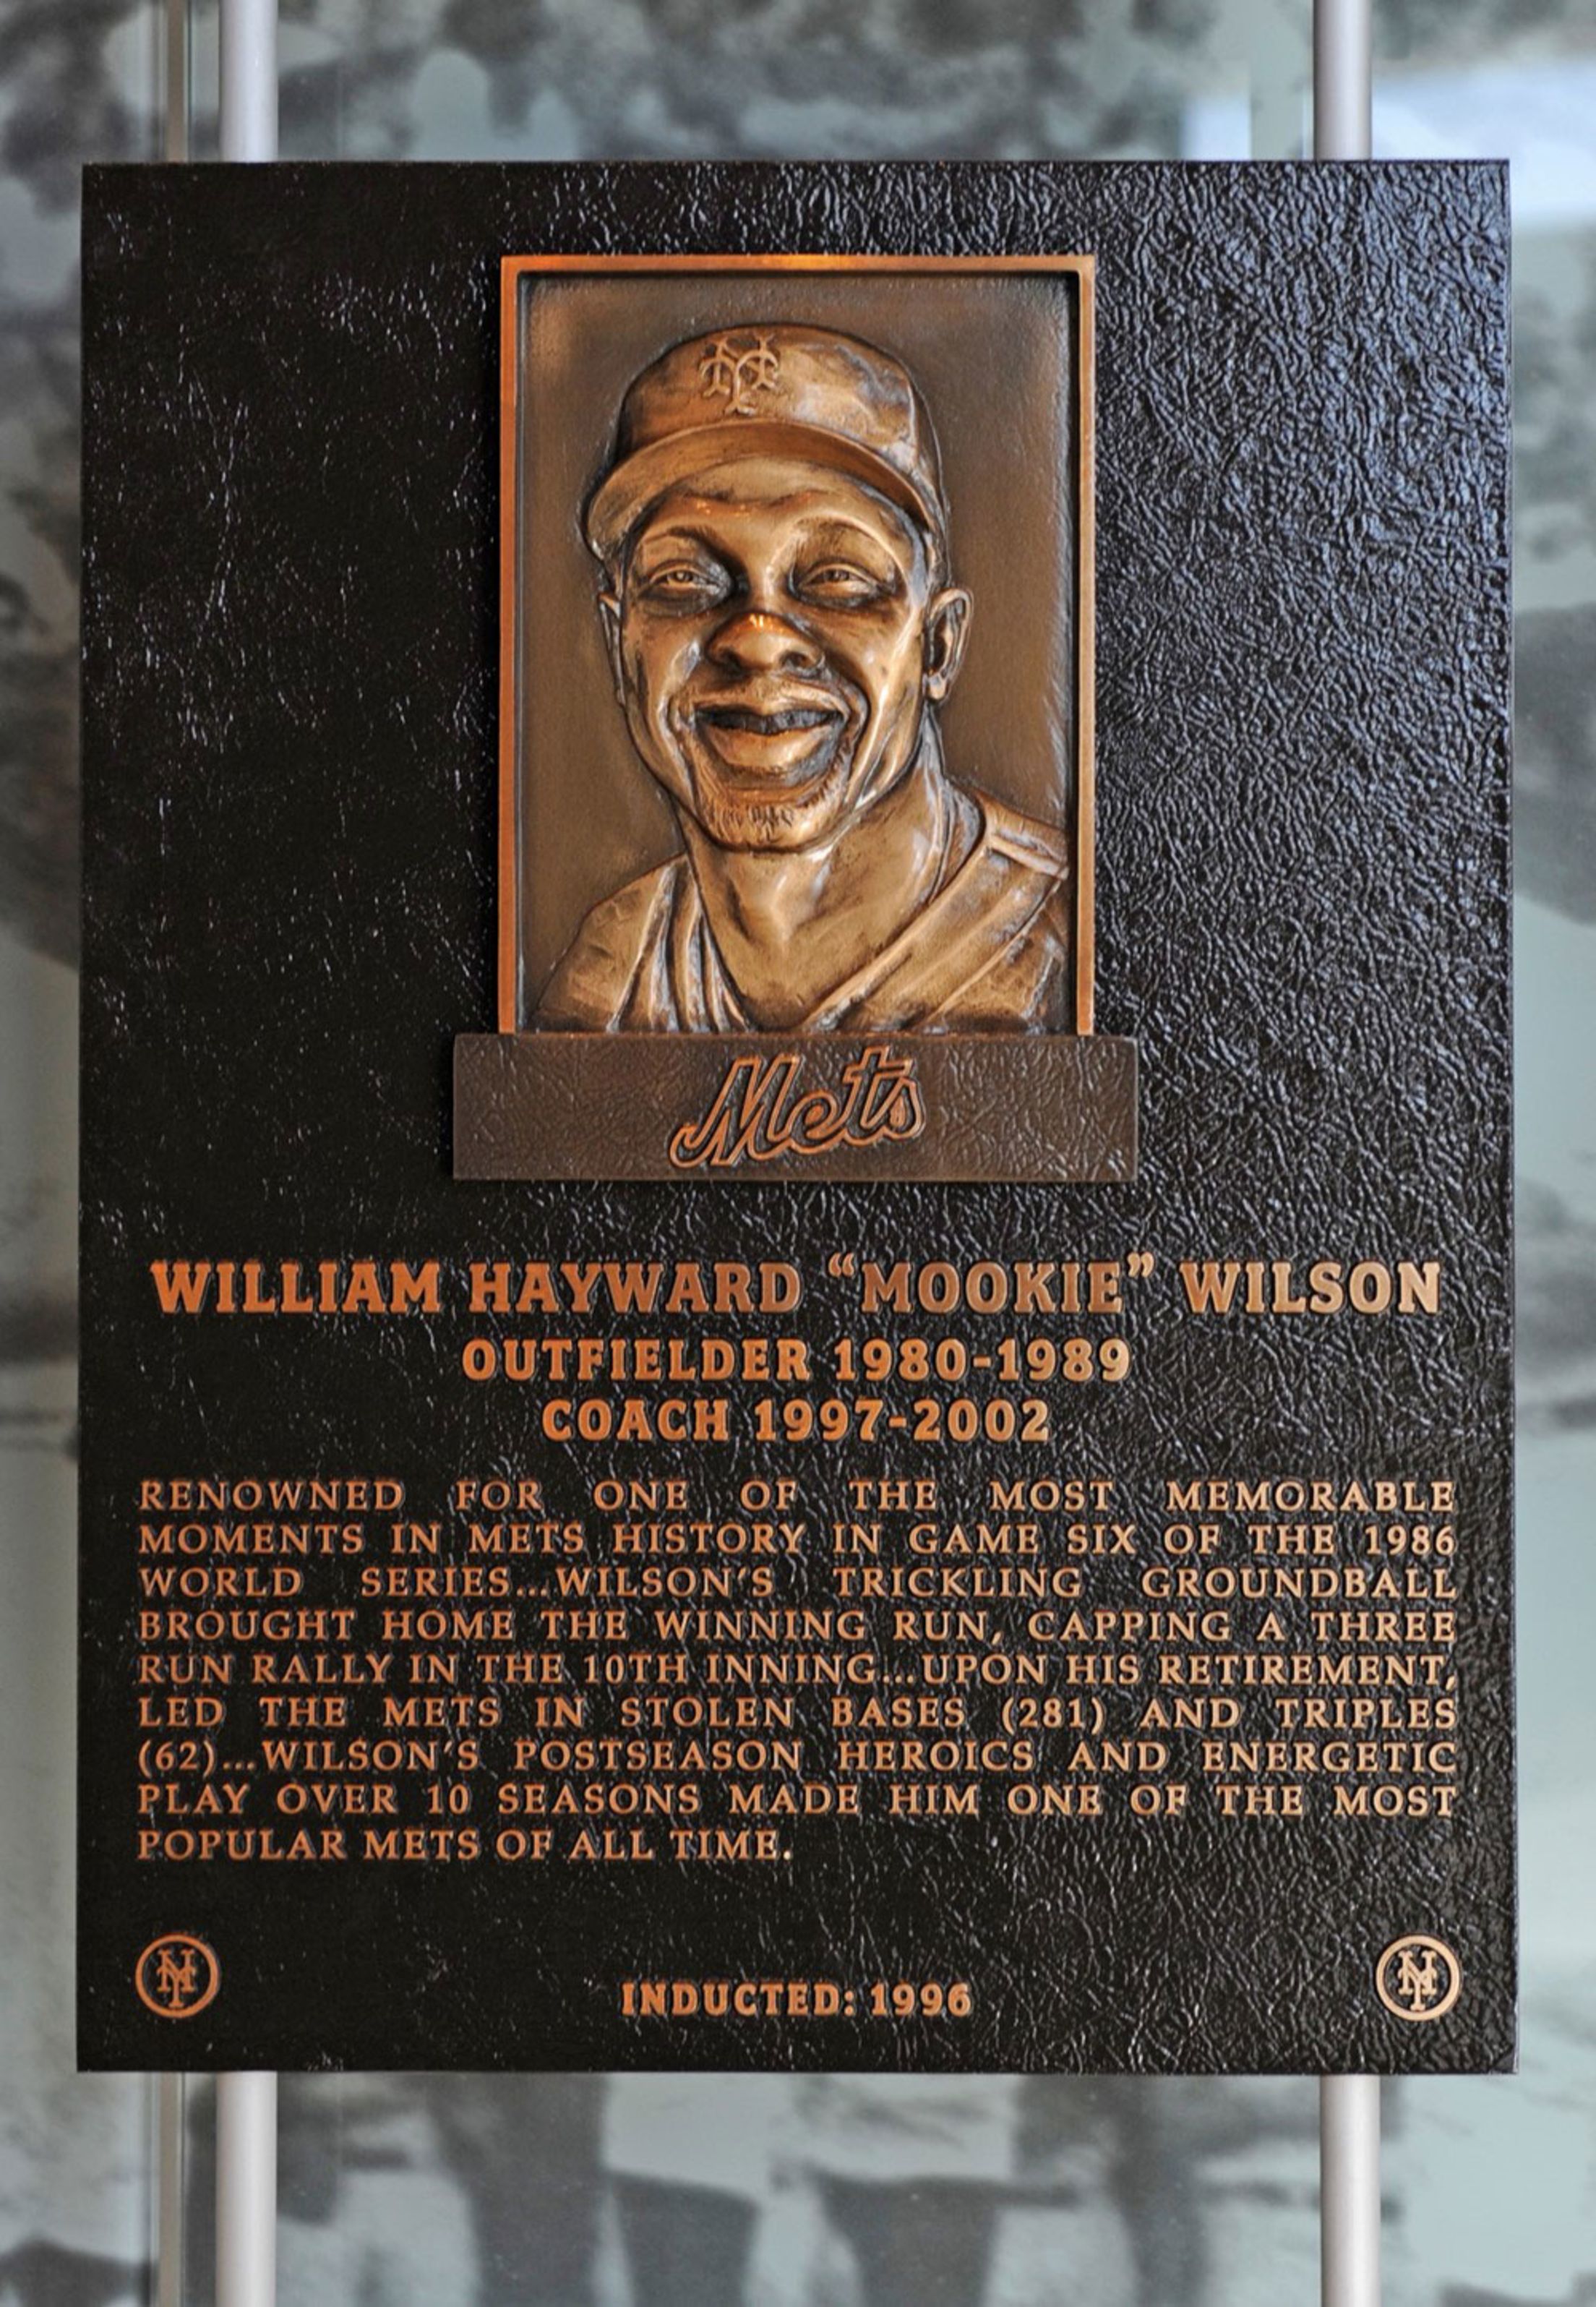 NY
Mets
WILLIAM HAYWARD “MOOKIE” WILSON
OUTFIELDER 1980-1989
COACH 1997-2002
RENOWNED FOR ONE OF THE MOST MEMORABLE
MOMENTS IN METS HISTORY IN GAME SIX OF THE 1986
WORLD SERIES...WILSON’S TRICKLING GROUNDBALL
BROUGHT HOME THE WINNING RUN, CAPPING A THREE
RUN RALLY IN THE 10TH INNING...UPON HIS RETIREMENT,
LED THE METS IN STOLEN BASES (281) AND TRIPLES
(62)...WILSON’S POSTSEASON HEROICS AND ENERGETIC
PLAY OVER 10 SEASONS MADE HIM ONE OF THE MOST
POPULAR METS OF ALL TIME.
NY
INDUCTED: 1996
NY